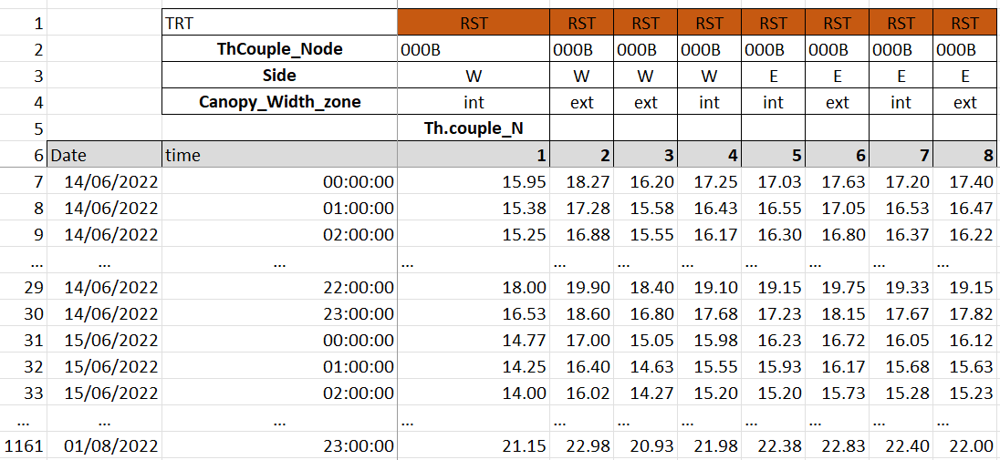 1 TRT RST RST RST RST RST RST RST RST
2 ThCouple_Node 000B 000B 000B 000B 000B 000B 000B 000B
3 Side W W W W E E E E
4 Canopy_Width_zone int ext ext int int ext int ext
5 Th.couple_N
6 Date time 1 2 3 4 5 6 7 8
7 14/06/2022 00:00:00 15.95 18.27 16.20 17.25 17.03 17.63 17.20 17.40
8 14/06/2022 01:00:00 15.38 17.28 15.58 16.43 16.55 17.05 16.53 16.47
9 14/06/2022 02:00:00 15.25 16.88 15.55 16.17 16.30 16.80 16.37 16.22
... ... ... ... ... ... ... ... ... ... ...
29 14/06/2022 22:00:00 18.00 19.90 18.40 19.10 19.15 19.75 19.33 19.15
30 14/06/2022 23:00:00 16.53 18.60 16.80 17.68 17.23 18.15 17.67 17.82
31 15/06/2022 00:00:00 14.77 17.00 15.05 15.98 16.23 16.72 16.05 16.12
32 15/06/2022 01:00:00 14.25 16.40 14.63 15.55 15.93 16.17 15.68 15.63
33 15/06/2022 02:00:00 14.00 16.02 14.27 15.20 15.20 15.73 15.28 15.23
... ... ... ... ... ... ... ... ... ... ...
1161 01/08/2022 23:00:00 21.15 22.98 20.93 21.98 22.38 22.83 22.40 22.00